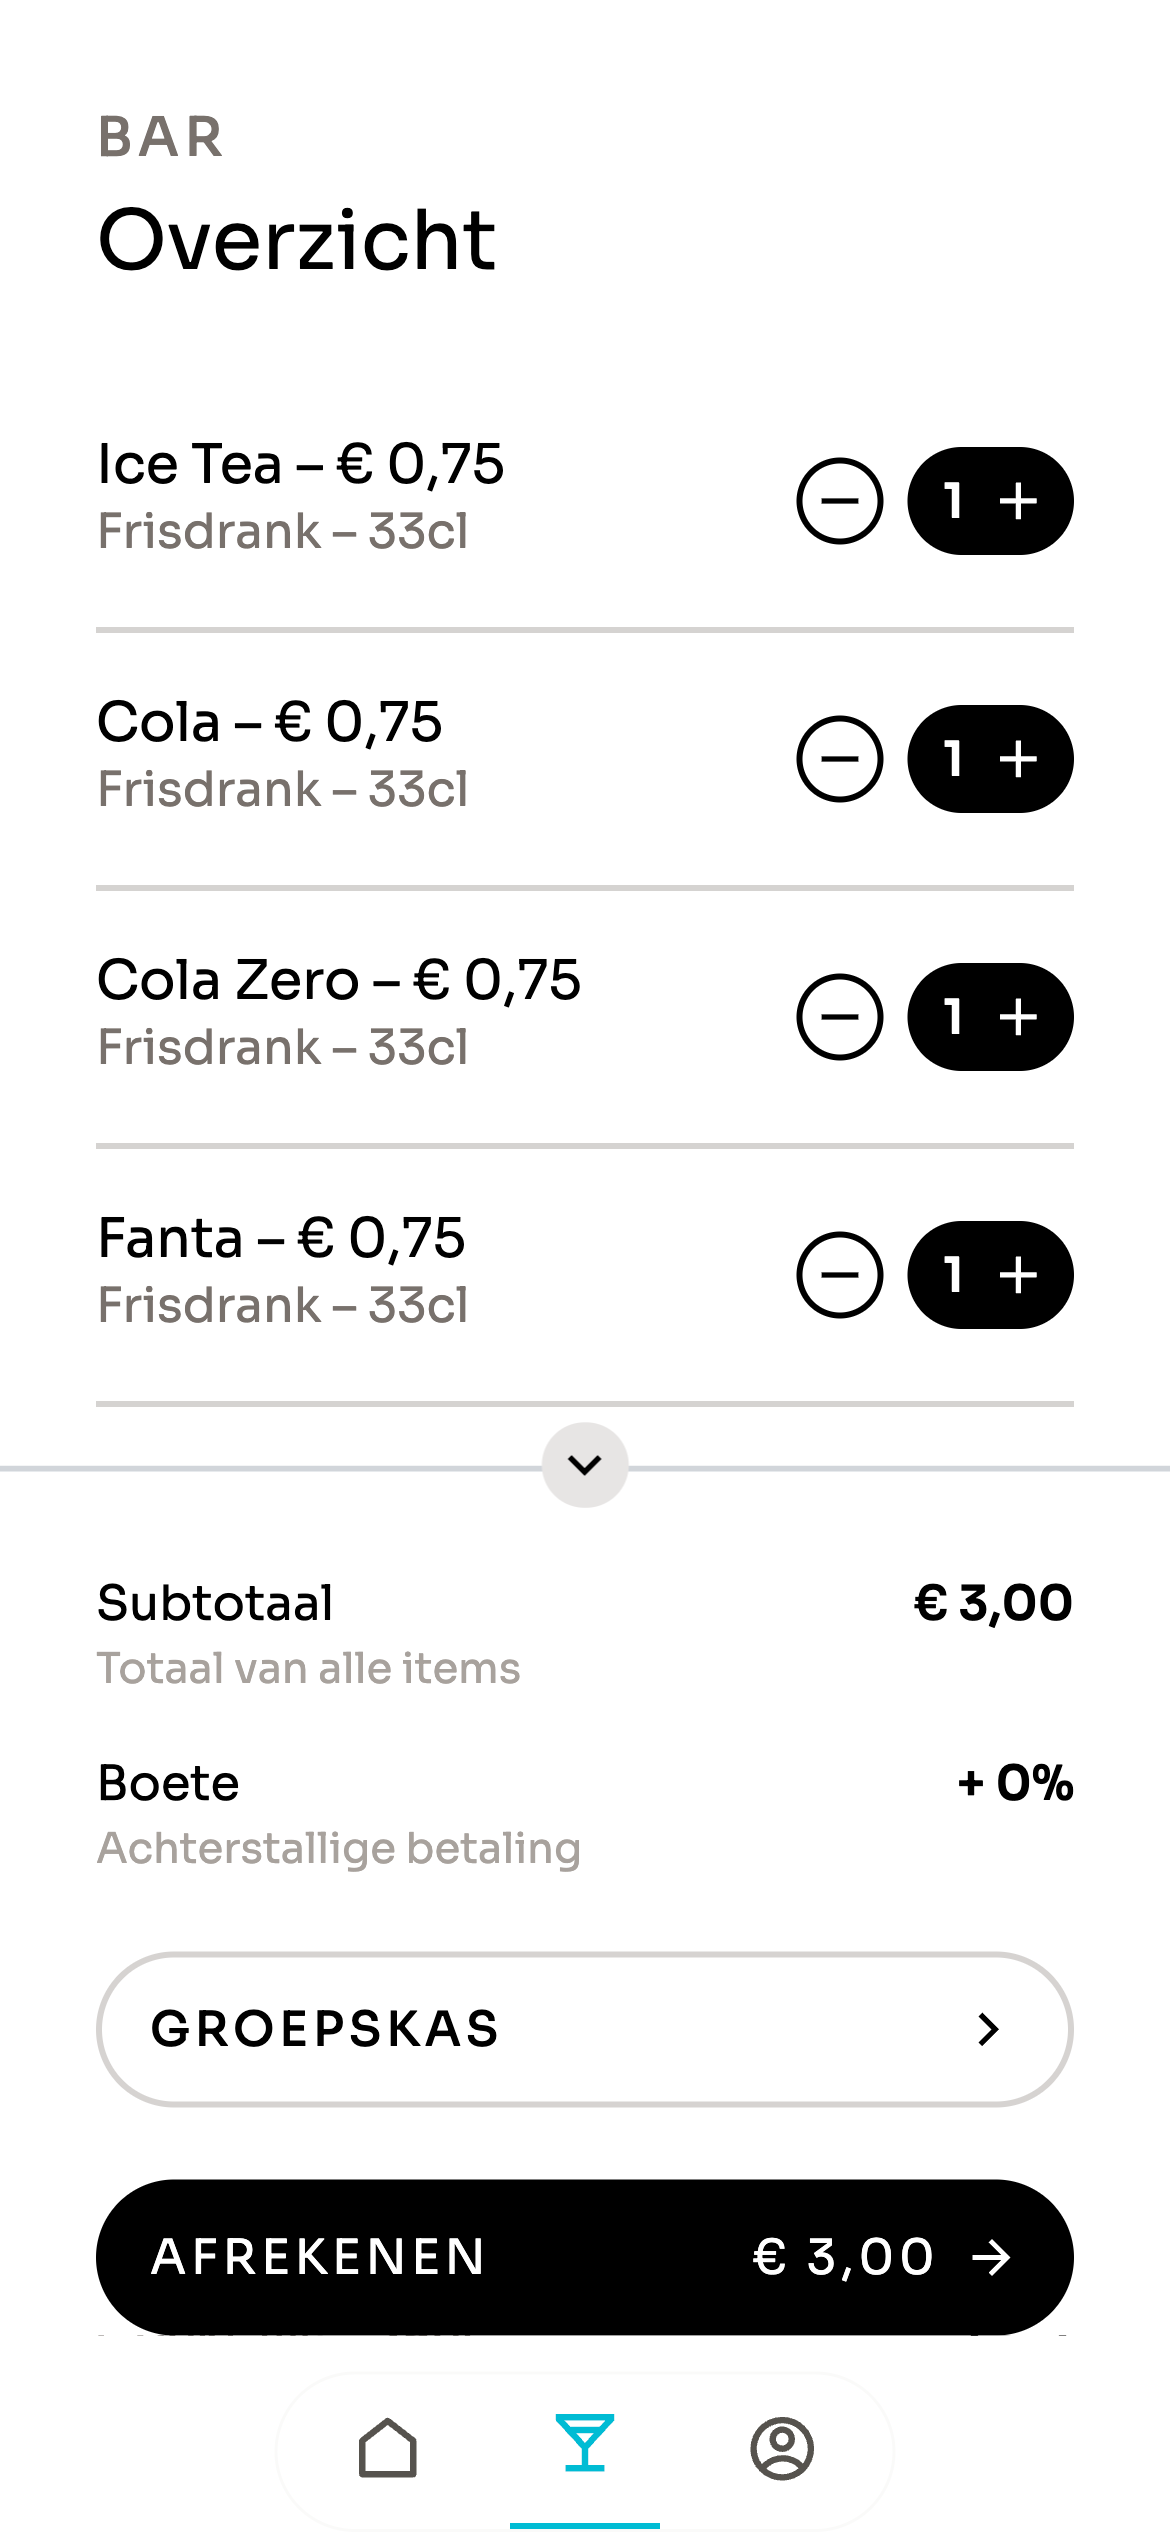 BAR
Overzicht
Ice Tea – € 0,75
Frisdrank – 33cl
1
Cola – € 0,75
Frisdrank – 33cl
1
Cola Zero – € 0,75
Frisdrank – 33cl
1
Fanta – € 0,75
Frisdrank – 33cl
1
Subtotaal € 3,00
Totaal van alle items
Boete + 0%
Achterstallige betaling
GROEPSKAS
AFREKENEN € 3,00